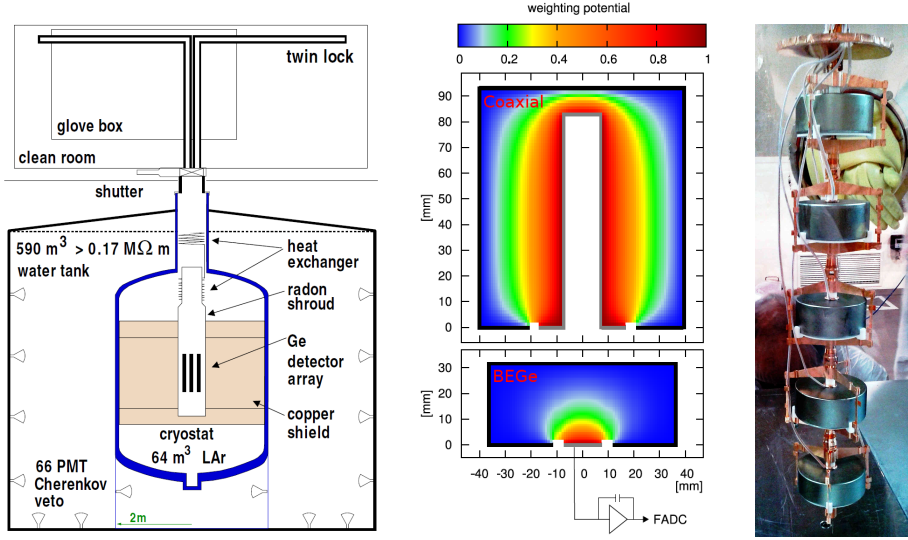 twin lock
glove box
clean room
shutter
590 m³ > 0.17 MΩ m
water tank
heat
exchanger
radon
shroud
Ge
detector
array
copper
shield
cryostat
64 m³ LAr
66 PMT
Cherenkov
veto
2m
weighting potential
0 0.2 0.4 0.6 0.8 1
Coaxial
[mm]
90
80
70
60
50
40
30
20
10
0
BEGe
[mm]
30
20
10
0
-40 -30 -20 -10 0 10 20 30 40
[mm]
FADC